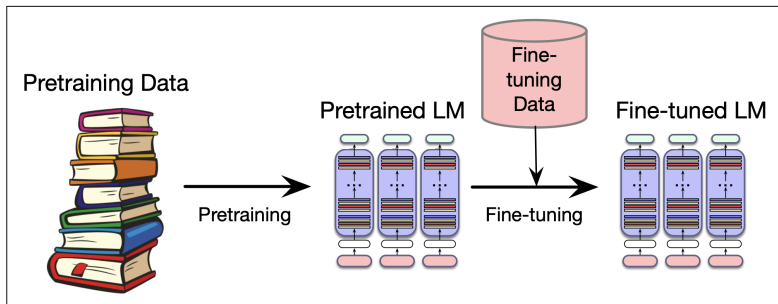 Pretraining Data
Pretraining
Pretrained LM
...
...
...
Fine-
tuning
Data
Fine-tuning
Fine-tuned LM
...
...
...